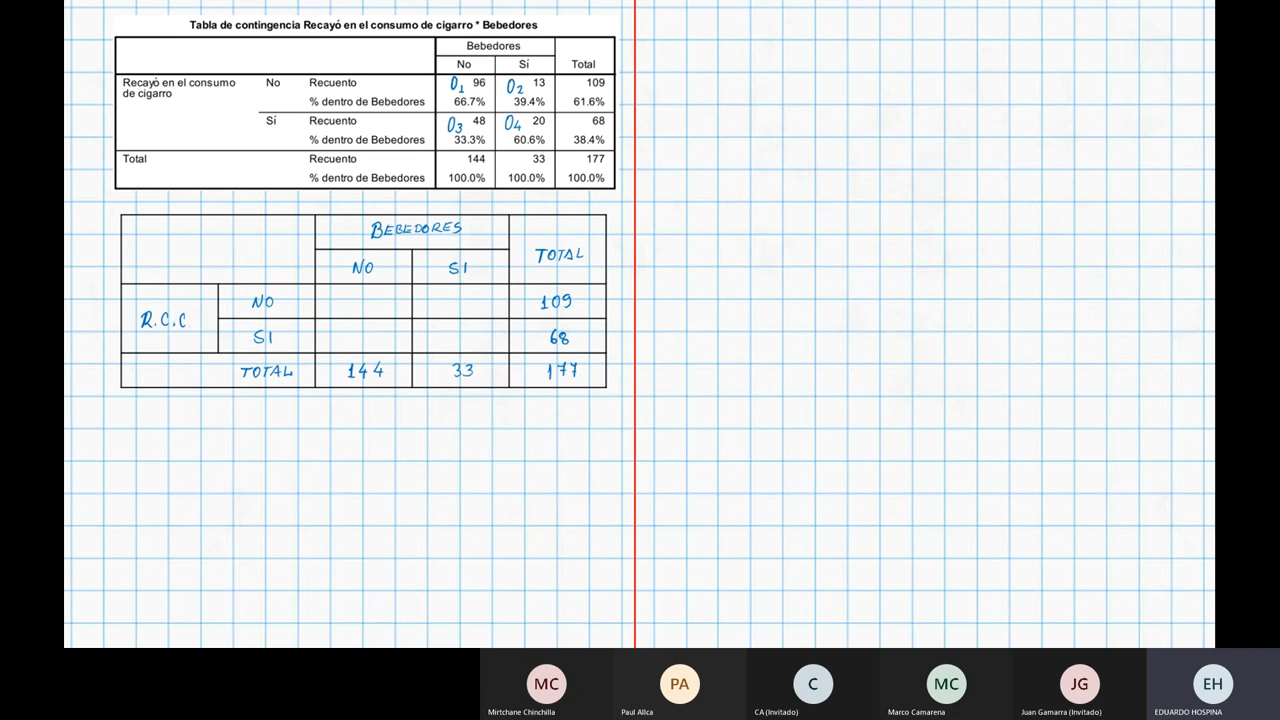 Tabla de contingencia Recayó en el consumo de cigarro * Bebedores
Bebedores
No Sí Total
Recayó en el consumo de cigarro No Recuento O1 96 O2 13 109
% dentro de Bebedores 66.7% 39.4% 61.6%
Sí Recuento O3 48 O4 20 68
% dentro de Bebedores 33.3% 60.6% 38.4%
Total Recuento 144 33 177
% dentro de Bebedores 100.0% 100.0% 100.0%
BEBEDORES
TOTAL
NO SI
R.C.C. NO 109
SI 68
TOTAL 144 33 177
MC PA C MC JG EH
Mirtchane Chinchilla Paul Allca CA (Invitado) Marco Camarena Juan Gamarra (Invitado) EDUARDO HOSPINA